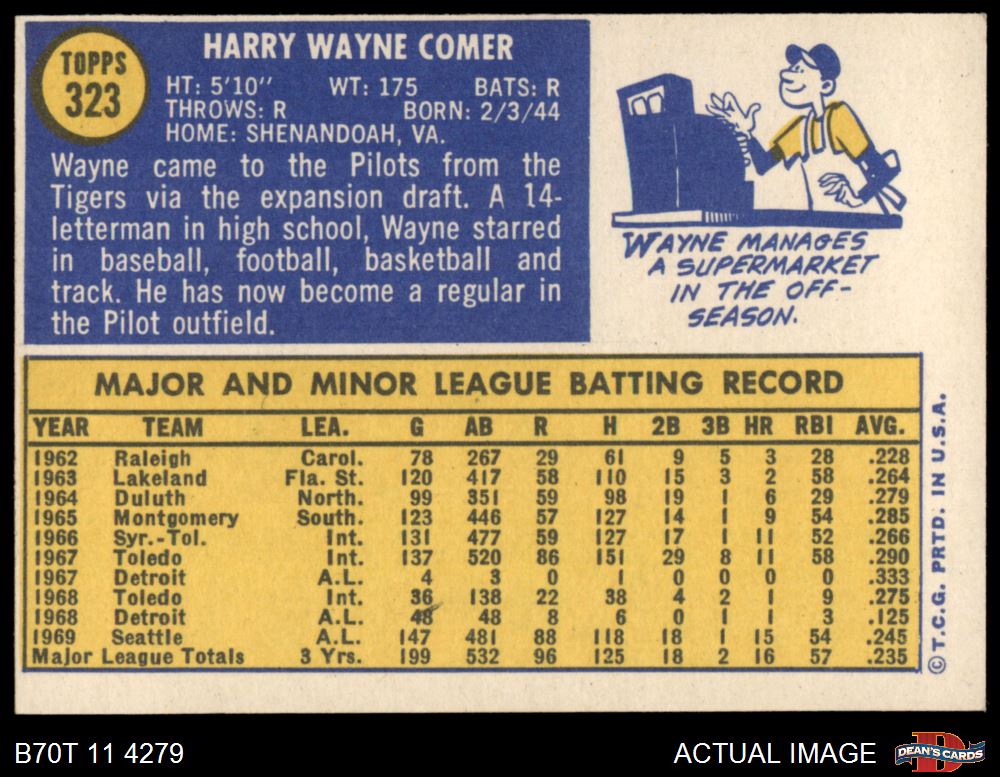 TOPPS
323
HARRY WAYNE COMER
HT: 5'10" WT: 175 BATS: R
THROWS: R BORN: 2/3/44
HOME: SHENANDOAH, VA.
Wayne came to the Pilots from the
Tigers via the expansion draft. A 14-
letterman in high school, Wayne starred
in baseball, football, basketball and
track. He has now become a regular in
the Pilot outfield.
WAYNE MANAGES
A SUPERMARKET
IN THE OFF-
SEASON.
MAJOR AND MINOR LEAGUE BATTING RECORD
YEAR TEAM LEA. G AB R H 2B 3B HR RBI AVG.
1962 Raleigh Carol. 78 267 29 61 9 5 3 28 .228
1963 Lakeland Fla. St. 120 417 58 110 15 3 2 58 .264
1964 Duluth North. 99 351 59 98 19 1 6 29 .279
1965 Montgomery South. 123 446 57 127 14 1 9 54 .285
1966 Syr.-Tol. Int. 131 477 59 127 17 1 11 52 .266
1967 Toledo Int. 137 520 86 151 29 8 11 58 .290
1967 Detroit A.L. 4 3 0 1 0 0 0 0 .333
1968 Toledo Int. 36 138 22 38 4 2 1 9 .275
1968 Detroit A.L. 48 48 8 6 0 1 1 3 .125
1969 Seattle A.L. 147 481 88 118 18 1 15 54 .245
Major League Totals 3 Yrs. 199 532 96 125 18 2 16 57 .235
© T.C.G. PRTD. IN U.S.A.
B70T 11 4279
ACTUAL IMAGE
DEAN'S CARDS